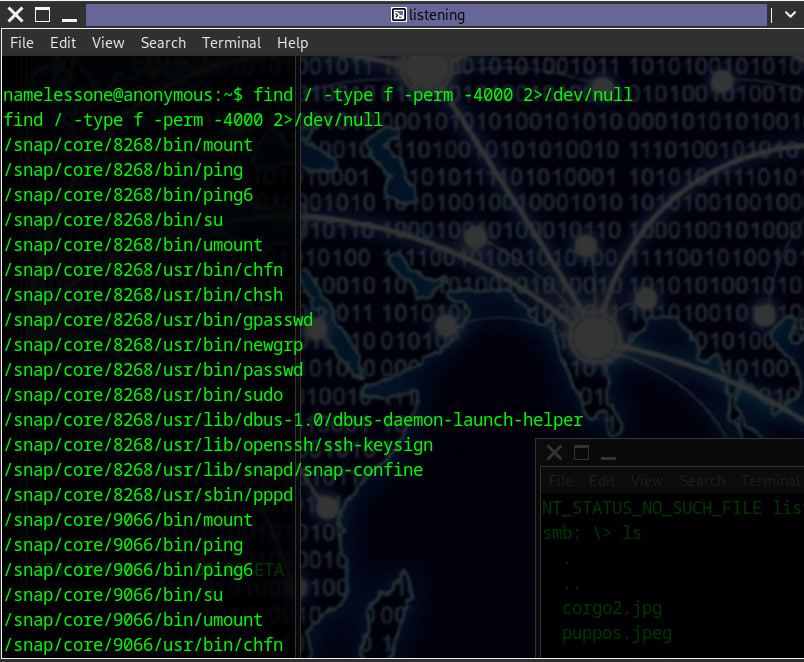 listening
File Edit View Search Terminal Help
namelessone@anonymous:~$ find / -type f -perm -4000 2>/dev/null
find / -type f -perm -4000 2>/dev/null
/snap/core/8268/bin/mount
/snap/core/8268/bin/ping
/snap/core/8268/bin/ping6
/snap/core/8268/bin/su
/snap/core/8268/bin/umount
/snap/core/8268/usr/bin/chfn
/snap/core/8268/usr/bin/chsh
/snap/core/8268/usr/bin/gpasswd
/snap/core/8268/usr/bin/newgrp
/snap/core/8268/usr/bin/passwd
/snap/core/8268/usr/bin/sudo
/snap/core/8268/usr/lib/dbus-1.0/dbus-daemon-launch-helper
/snap/core/8268/usr/lib/openssh/ssh-keysign
/snap/core/8268/usr/lib/snapd/snap-confine
/snap/core/8268/usr/sbin/pppd
/snap/core/9066/bin/mount
/snap/core/9066/bin/ping
/snap/core/9066/bin/ping6
/snap/core/9066/bin/su
/snap/core/9066/bin/umount
/snap/core/9066/usr/bin/chfn
File Edit View Search Terminal
NT_STATUS_NO_SUCH_FILE lis
smb: \> ls
.
..
corgo2.jpg
puppos.jpeg